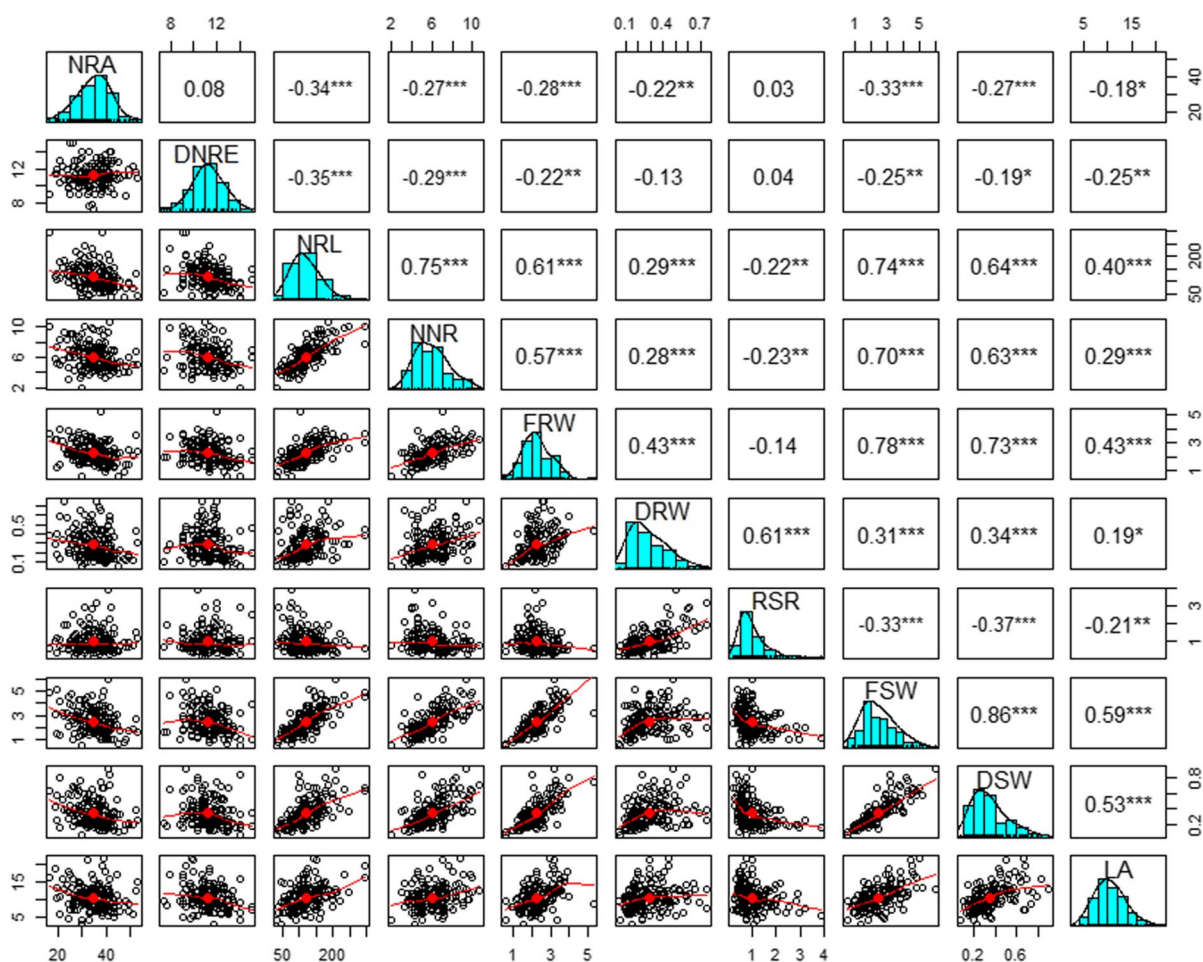 8 12 2 6 10 0.1 0.4 0.7 1 2 3 4 5 6 5 15
NRA 0.08 -0.34*** -0.27*** -0.28*** -0.22** 0.03 -0.33*** -0.27*** -0.18* 20 40
8 12 DNRE -0.35*** -0.29*** -0.22** -0.13 0.04 -0.25** -0.19* -0.25**
NRL 0.75*** 0.61*** 0.29*** -0.22** 0.74*** 0.64*** 0.40*** 50 200
2 6 10 NNR 0.57*** 0.28*** -0.23** 0.70*** 0.63*** 0.29***
FRW 0.43*** -0.14 0.78*** 0.73*** 0.43*** 1 3 5
0.1 0.5 DRW 0.61*** 0.31*** 0.34*** 0.19*
RSR -0.33*** -0.37*** -0.21** 1 3
1 3 5 FSW 0.86*** 0.59***
DSW 0.53*** 0.2 0.8
5 15 LA
20 40 50 200 1 3 5 0 1 2 3 4 0.2 0.6